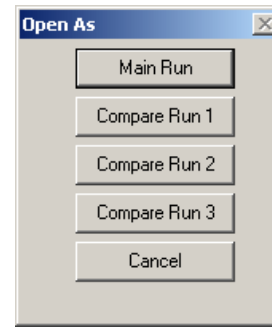 Open As
Main Run
Compare Run 1
Compare Run 2
Compare Run 3
Cancel